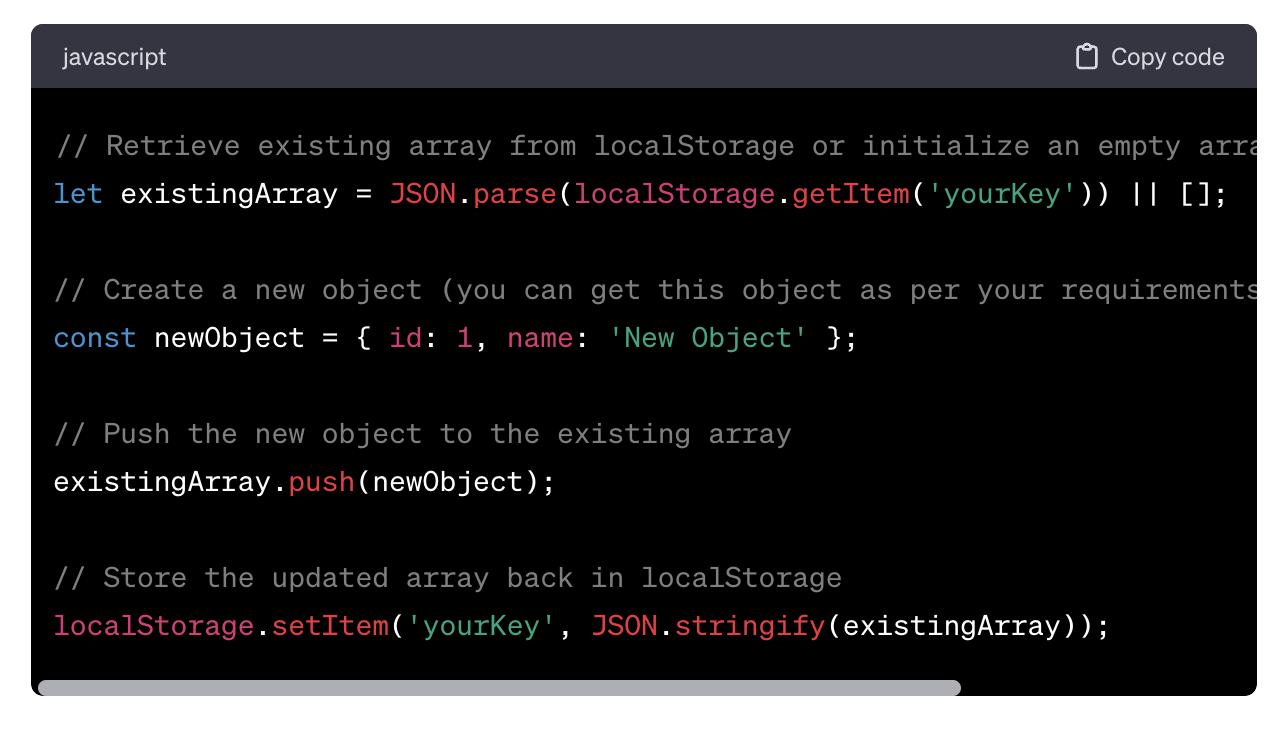 javascript
Copy code
// Retrieve existing array from localStorage or initialize an empty
let existingArray = JSON.parse(localStorage.getItem('yourKey')) || [];
// Create a new object (you can get this object as per your requirements
const newObject = { id: 1, name: 'New Object' };
// Push the new object to the existing array
existingArray.push(newObject);
// Store the updated array back in localStorage
localStorage.setItem('yourKey', JSON.stringify(existingArray));